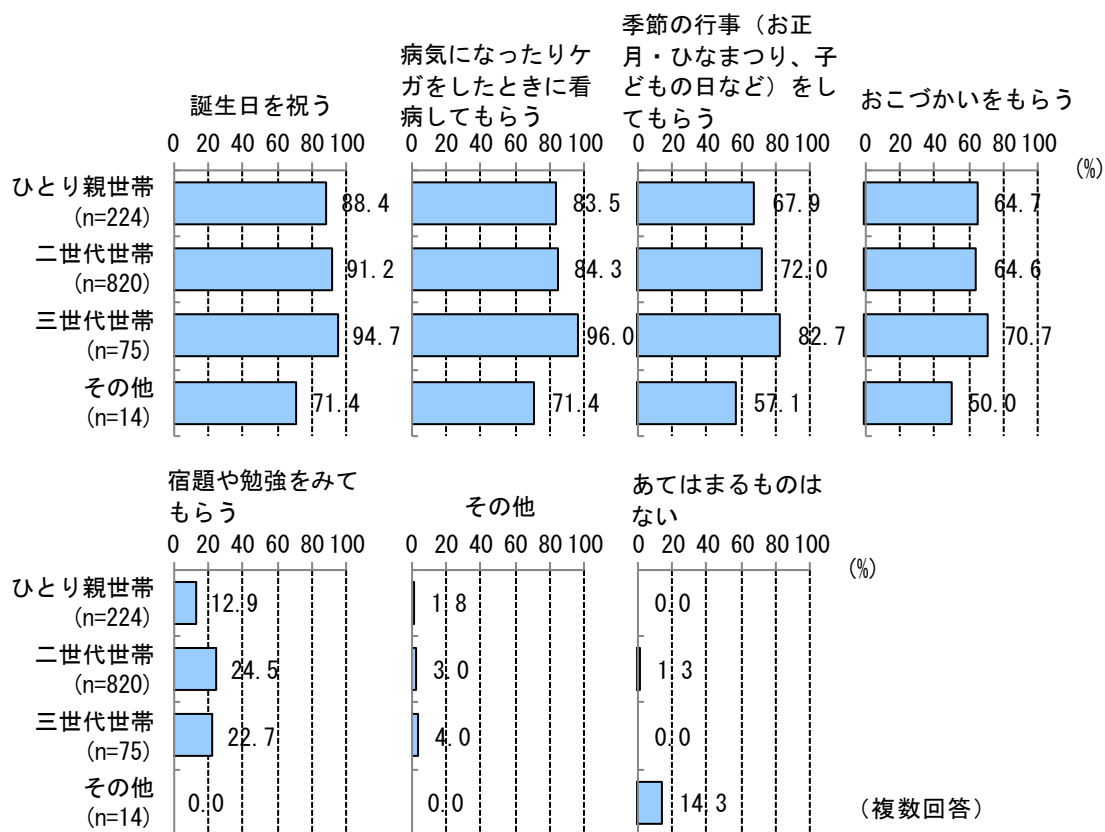 誕生日を祝う
病気になったりケ
ガをしたときに看
病してもらう
季節の行事（お正
月・ひなまつり、子
どもの日など）をし
てもらう
おこづかいをもらう
0 20 40 60 80 100
0 20 40 60 80 100
0 20 40 60 80 100
0 20 40 60 80 100
(%)
ひとり親世帯
(n=224)
88.4
83.5
67.9
64.7
二世代世帯
(n=820)
91.2
84.3
72.0
64.6
三世代世帯
(n=75)
94.7
96.0
82.7
70.7
その他
(n=14)
71.4
71.4
57.1
50.0
宿題や勉強をみて
もらう
その他
あてはまるものは
ない
0 20 40 60 80 100
0 20 40 60 80 100
0 20 40 60 80 100
(%)
ひとり親世帯
(n=224)
12.9
1.8
0.0
二世代世帯
(n=820)
24.5
3.0
1.3
三世代世帯
(n=75)
22.7
4.0
0.0
その他
(n=14)
0.0
0.0
14.3
（複数回答）